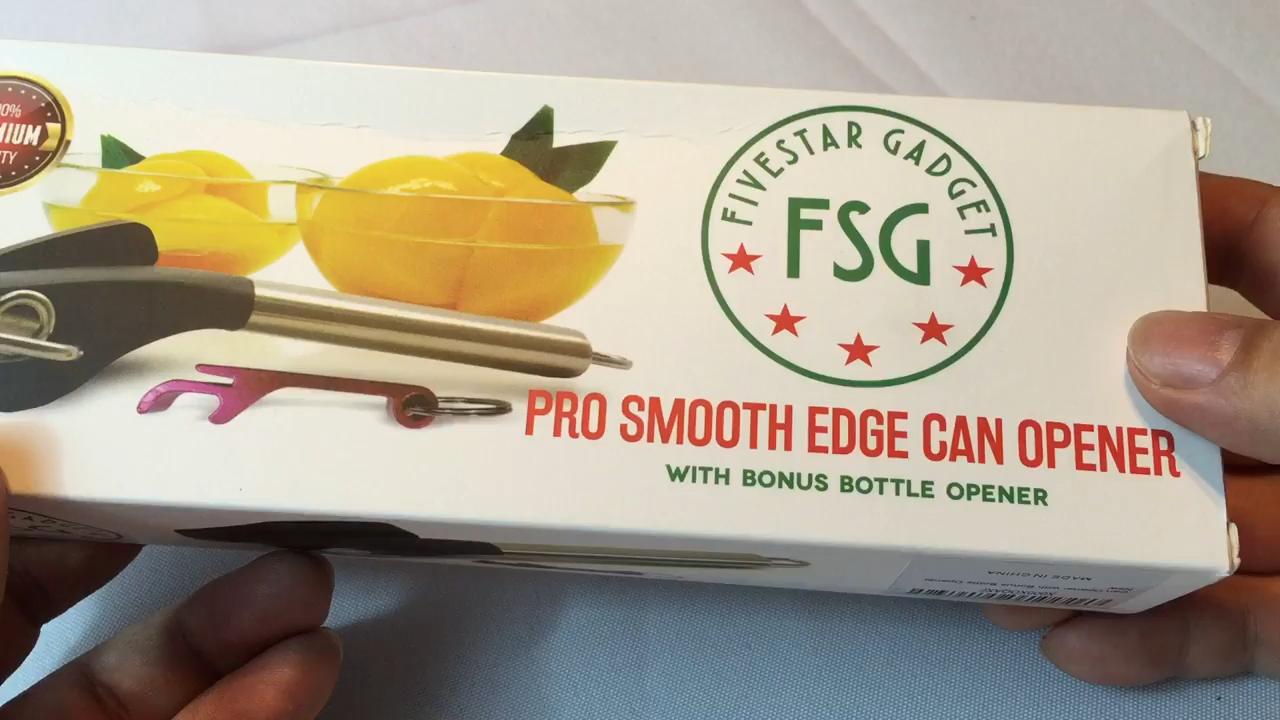 FIVESTAR GADGET
FSG
PRO SMOOTH EDGE CAN OPENER
WITH BONUS BOTTLE OPENER
MADE IN CHINA